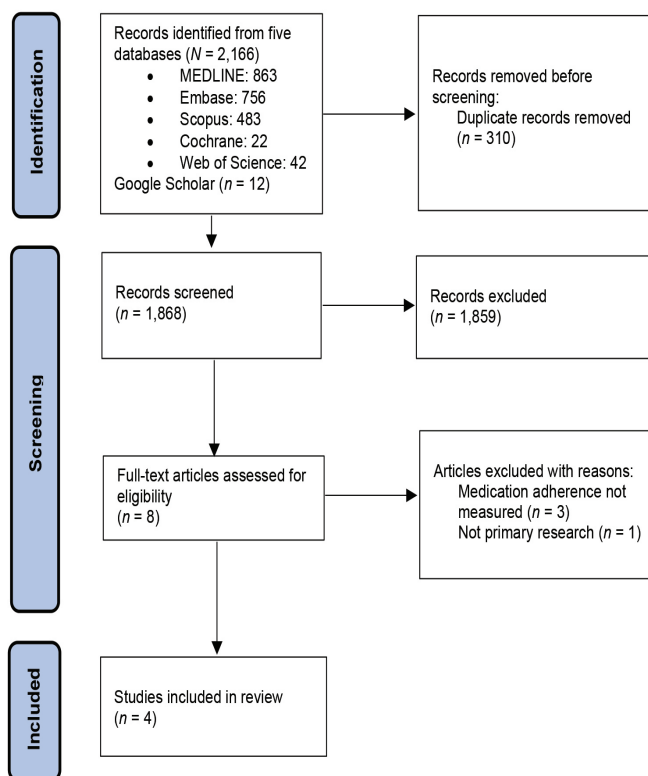 Identification
Records identified from five
databases (N = 2,166)
• MEDLINE: 863
• Embase: 756
• Scopus: 483
• Cochrane: 22
• Web of Science: 42
Google Scholar (n = 12)
Records removed before
screening:
Duplicate records removed
(n = 310)
Screening
Records screened
(n = 1,868)
Records excluded
(n = 1,859)
Full-text articles assessed for
eligibility
(n = 8)
Articles excluded with reasons:
Medication adherence not
measured (n = 3)
Not primary research (n = 1)
Included
Studies included in review
(n = 4)